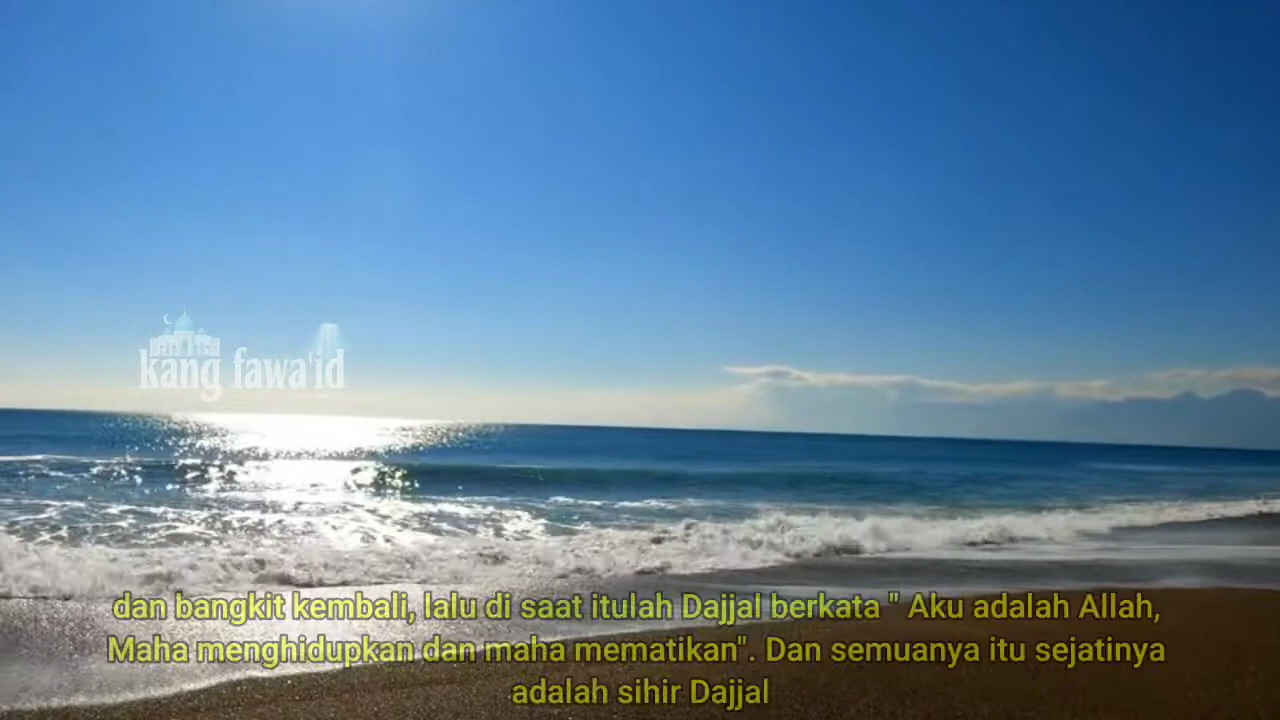 kang fawa'id
dan bangkit kembali, lalu di saat itulah Dajjal berkata " Aku adalah Allah,
Maha menghidupkan dan maha mematikan". Dan semuanya itu sejatinya
adalah sihir Dajjal